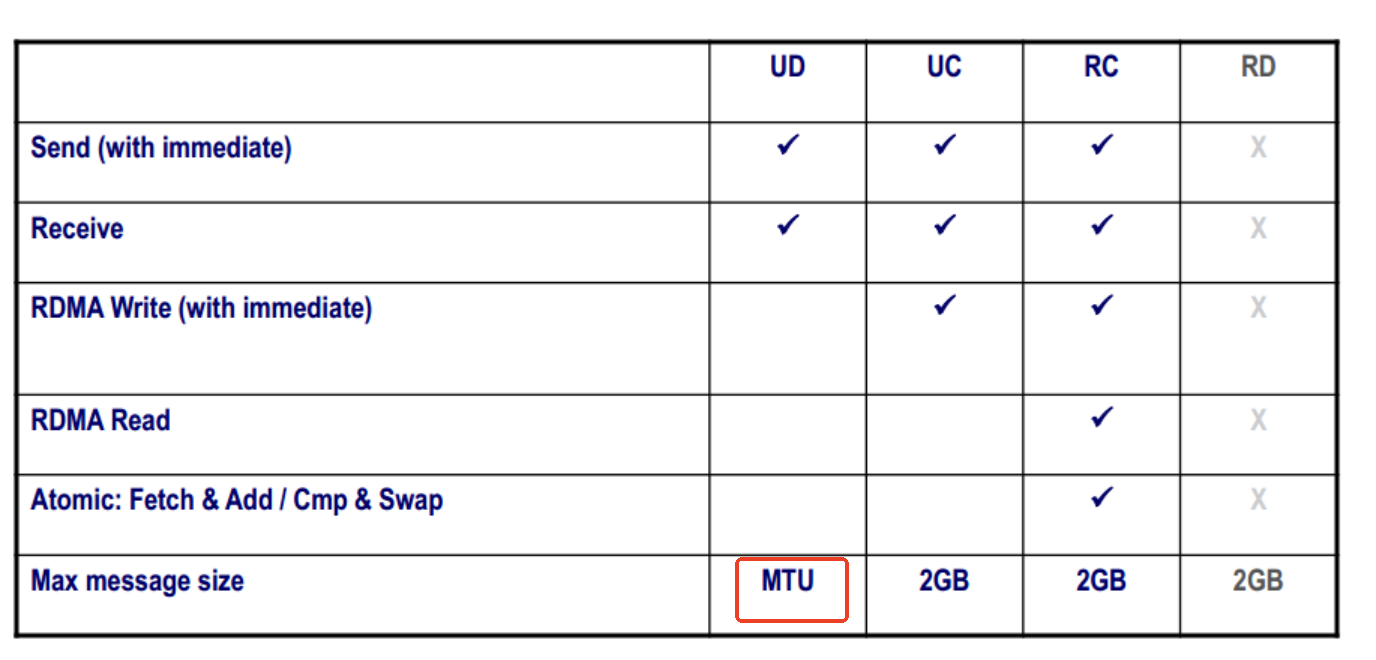 UD UC RC RD
Send (with immediate) ✓ ✓ ✓ X
Receive ✓ ✓ ✓ X
RDMA Write (with immediate) ✓ ✓ X
RDMA Read ✓ X
Atomic: Fetch & Add / Cmp & Swap ✓ X
Max message size MTU 2GB 2GB 2GB